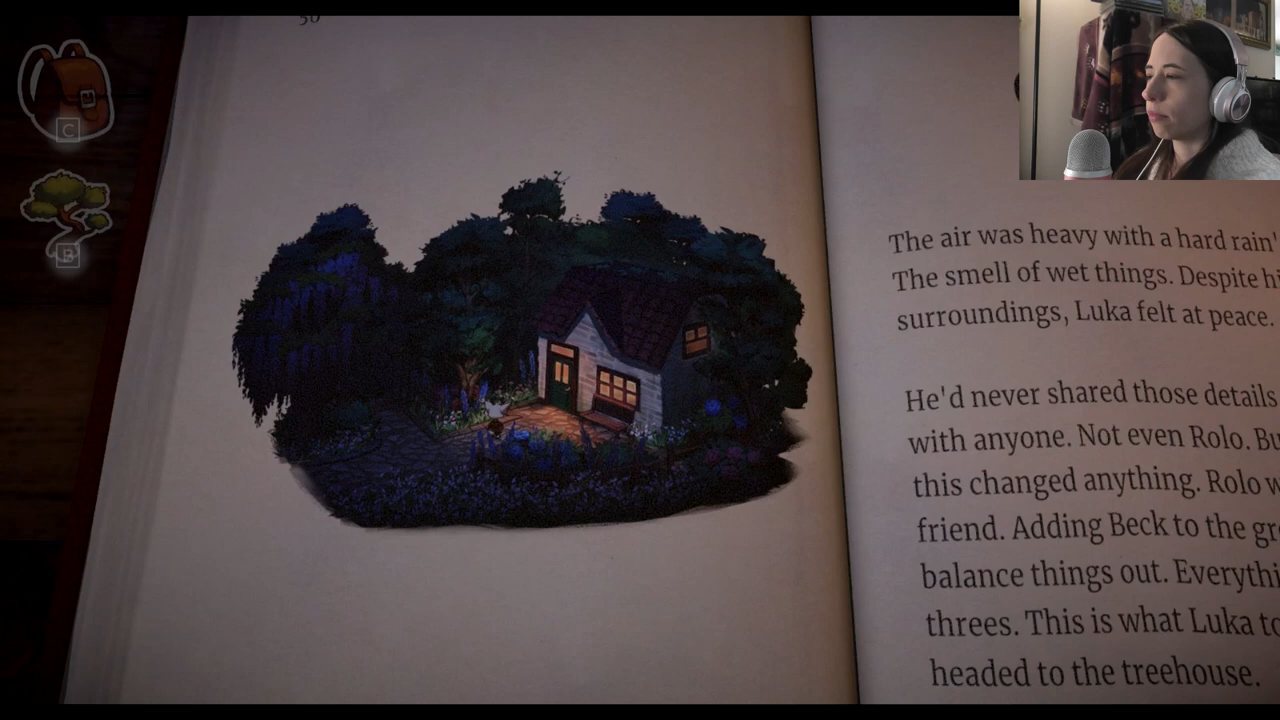 C
B
The air was heavy with a hard rain'
The smell of wet things. Despite hi
surroundings, Luka felt at peace.
He'd never shared those details
with anyone. Not even Rolo. Bu
this changed anything. Rolo w
friend. Adding Beck to the gr
balance things out. Everythi
threes. This is what Luka to
headed to the treehouse.